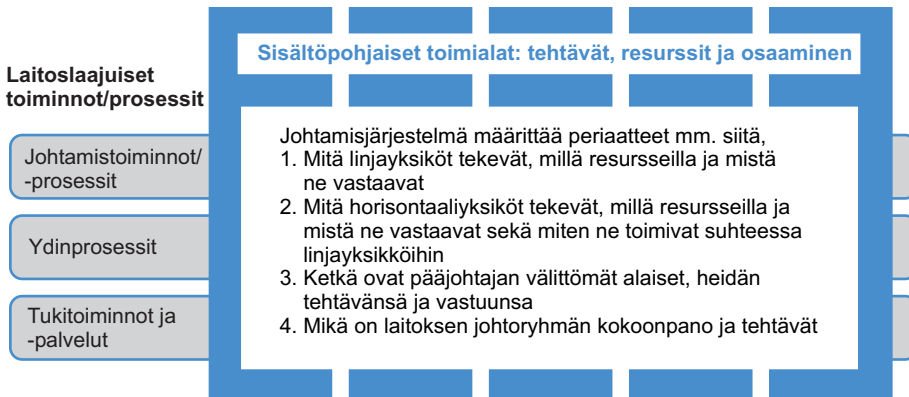 Sisältöpohjaiset toimialat: tehtävät, resurssit ja osaaminen
Laitoslaajuiset
toiminnot/prosessit
Johtamistoiminnot/
-prosessit
Ydinprosessit
Tukitoiminnot ja
-palvelut
Johtamisjärjestelmä määrittää periaatteet mm. siitä,
1. Mitä linjayksiköt tekevät, millä resursseilla ja mistä
ne vastaavat
2. Mitä horisontaaliyksiköt tekevät, millä resursseilla ja
mistä ne vastaavat sekä miten ne toimivat suhteessa
linjayksikköihin
3. Ketkä ovat pääjohtajan välittömät alaiset, heidän
tehtävänsä ja vastuunsa
4. Mikä on laitoksen johtoryhmän kokoonpano ja tehtävät